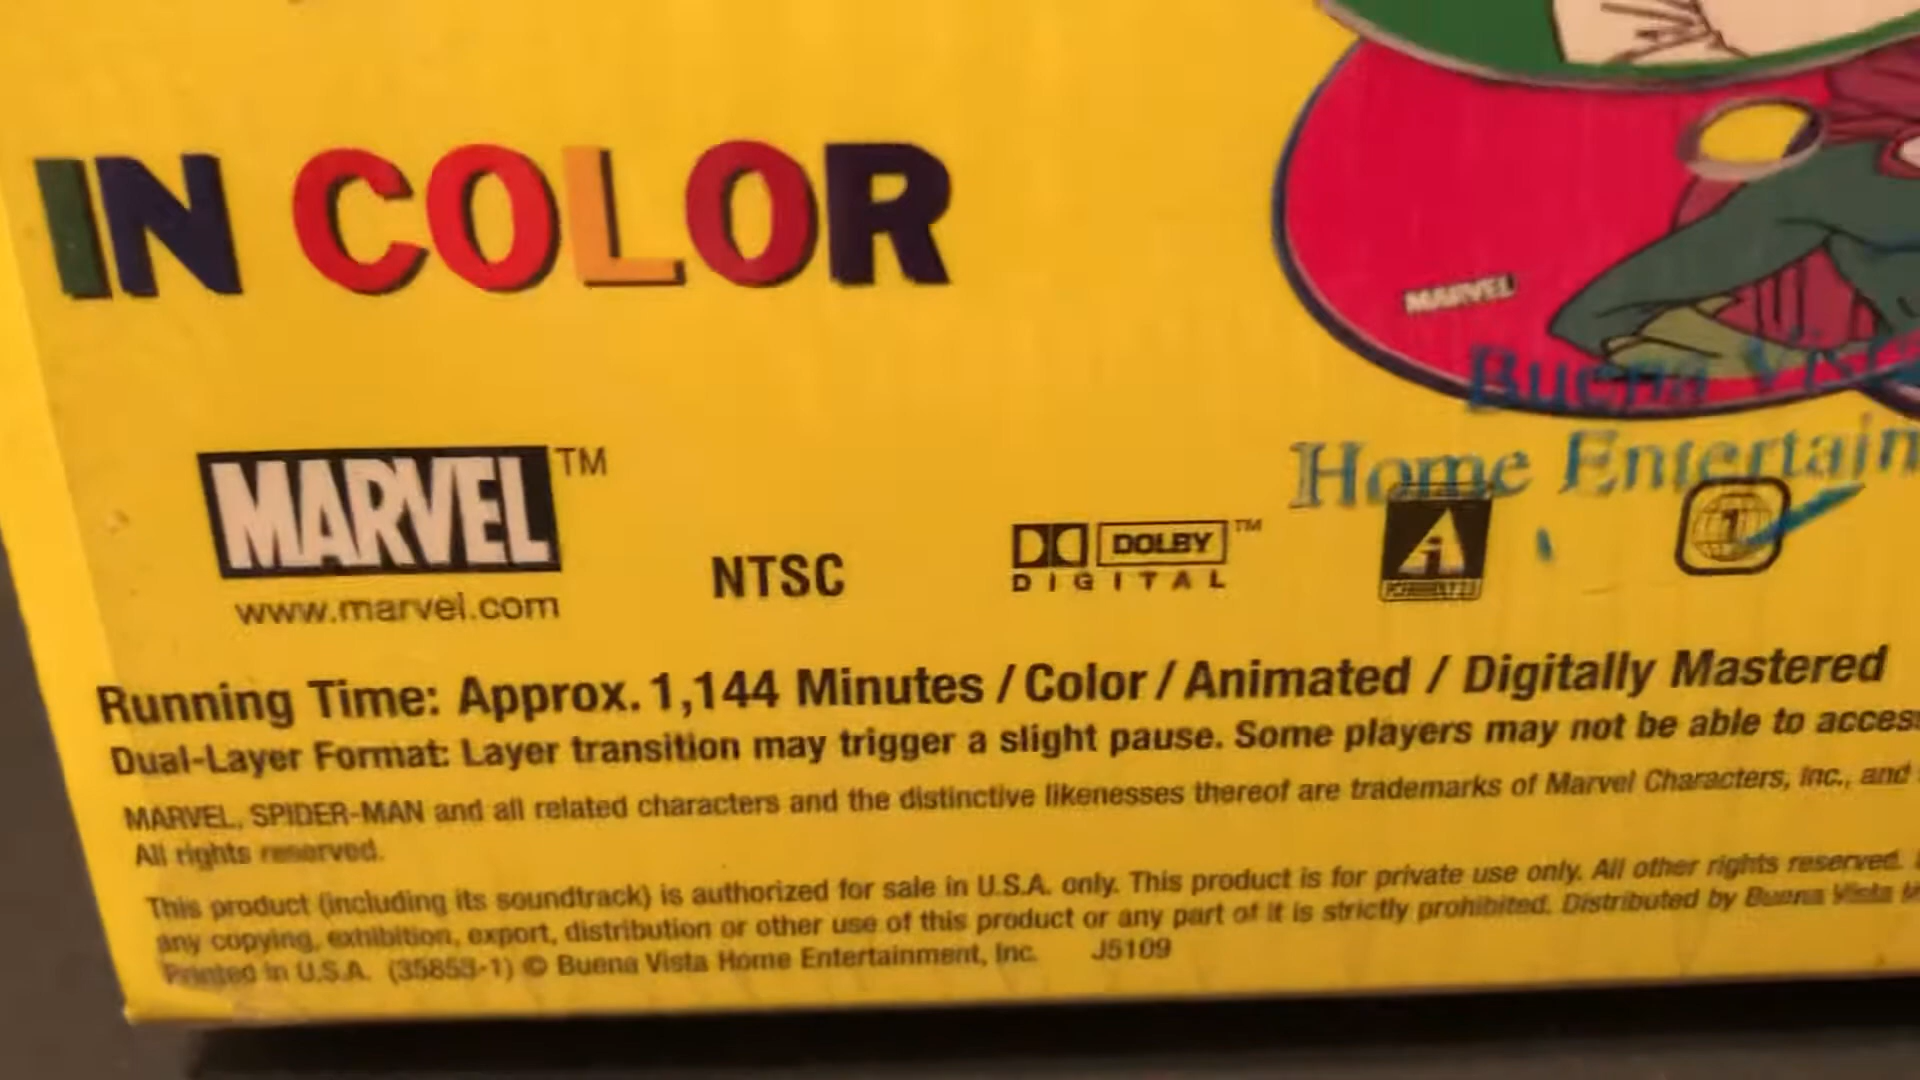 IN COLOR
MARVEL
Buena Vista
Home Entertain
MARVEL TM
www.marvel.com
NTSC
DOLBY TM
DIGITAL
1
Running Time: Approx. 1,144 Minutes / Color / Animated / Digitally Mastered
Dual-Layer Format: Layer transition may trigger a slight pause. Some players may not be able to access
MARVEL, SPIDER-MAN and all related characters and the distinctive likenesses thereof are trademarks of Marvel Characters, Inc., and
All rights reserved.
This product (including its soundtrack) is authorized for sale in U.S.A. only. This product is for private use only. All other rights reserved.
any copying, exhibition, export, distribution or other use of this product or any part of it is strictly prohibited. Distributed by Buena Vista
Printed in U.S.A. (35853-1) © Buena Vista Home Entertainment, Inc. J5109